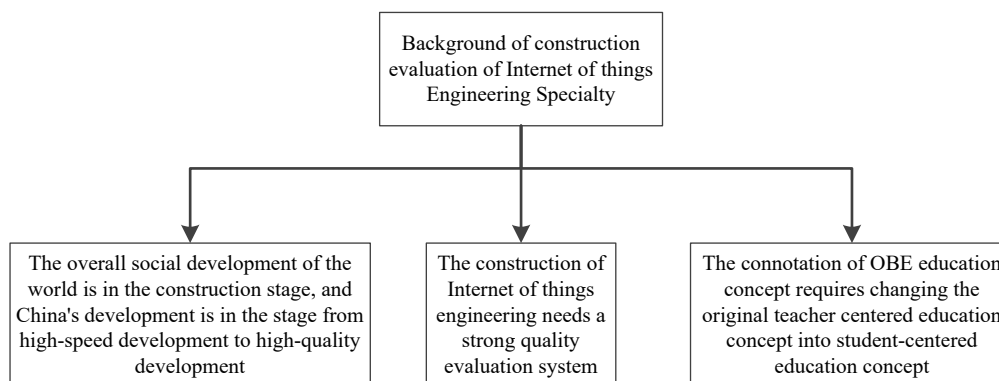 Background of construction
evaluation of Internet of things
Engineering Specialty
The overall social development of the
world is in the construction stage, and
China's development is in the stage from
high-speed development to high-quality
development
The construction of
Internet of things
engineering needs a
strong quality
evaluation system
The connotation of OBE education
concept requires changing the
original teacher centered education
concept into student-centered
education concept